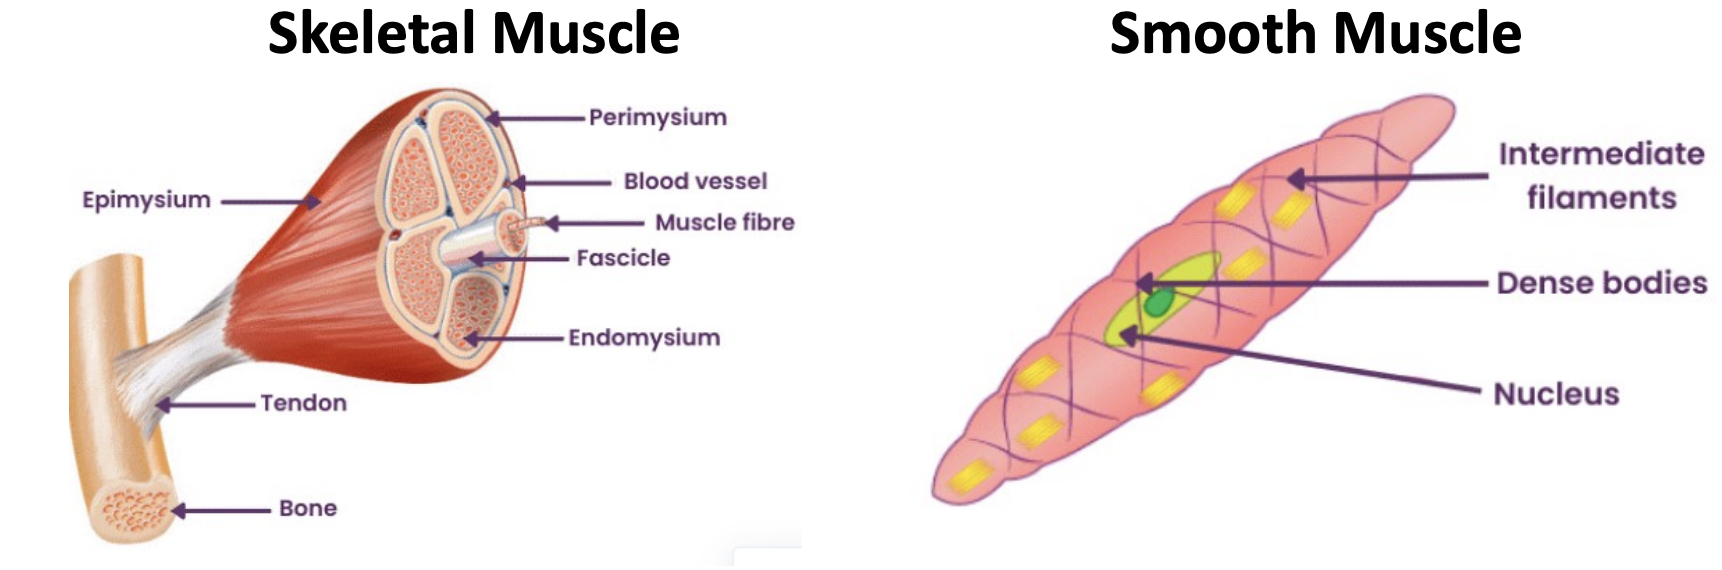 Skeletal Muscle
Perimysium
Blood vessel
Epimysium
Muscle fibre
Fascicle
Endomysium
Tendon
Bone
Smooth Muscle
Intermediate
filaments
Dense bodies
Nucleus